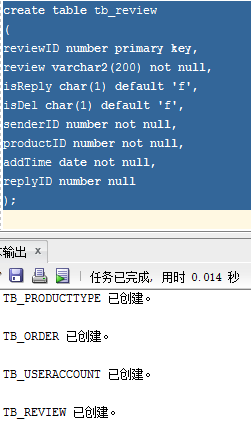 create table tb_review
(
reviewID number primary key,
review varchar2(200) not null,
isReply char(1) default 'f',
isDel char(1) default 'f',
senderID number not null,
productID number not null,
addTime date not null,
replyID number null
);
输出 x
任务已完成, 用时 0.014 秒
TB_PRODUCTTYPE 已创建。
TB_ORDER 已创建。
TB_USERACCOUNT 已创建。
TB_REVIEW 已创建。